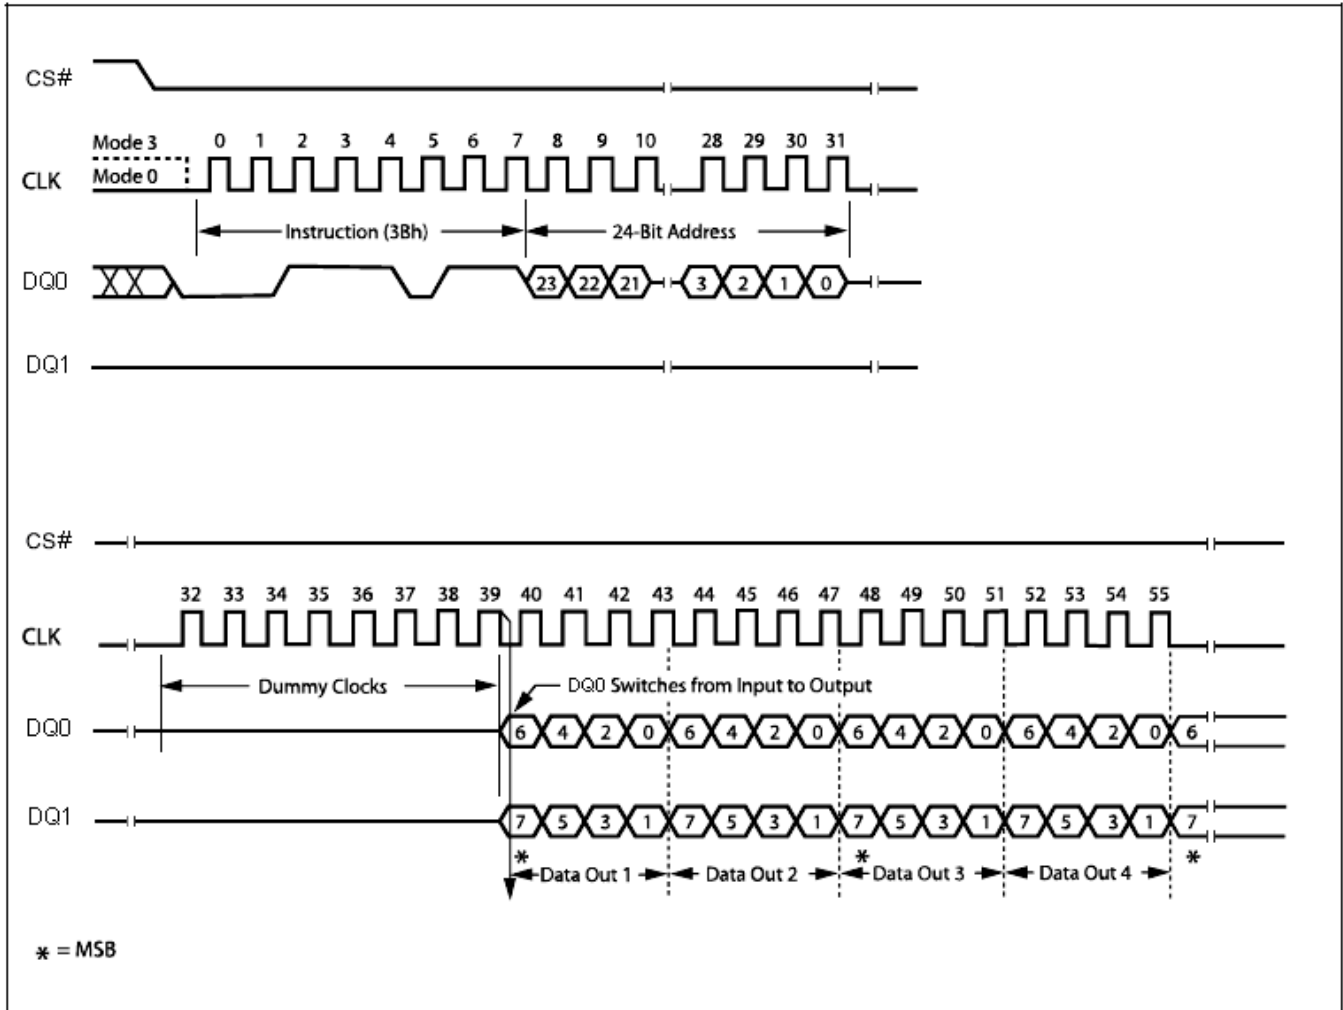 CS#
Mode 3 0 1 2 3 4 5 6 7 8 9 10 28 29 30 31
CLK Mode 0
Instruction (3Bh) 24-Bit Address
DQ0 23 22 21 3 2 1 0
DQ1
CS#
32 33 34 35 36 37 38 39 40 41 42 43 44 45 46 47 48 49 50 51 52 53 54 55
CLK
Dummy Clocks DQ0 Switches from Input to Output
DQ0 6 4 2 0 6 4 2 0 6 4 2 0 6 4 2 0 6
DQ1 7 5 3 1 7 5 3 1 7 5 3 1 7 5 3 1 7
* * *
Data Out 1 Data Out 2 Data Out 3 Data Out 4
* = MSB